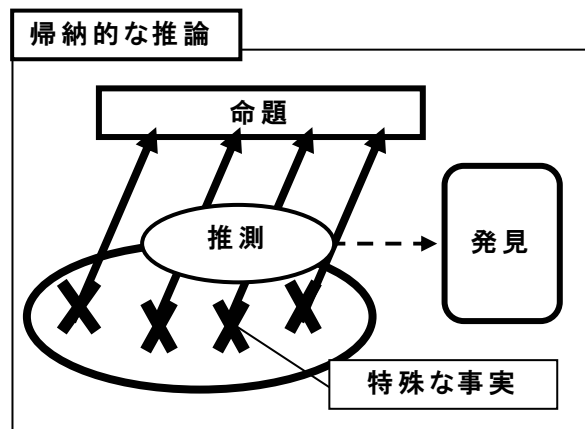 帰納的な推論
命題
推測
発見
特殊な事実